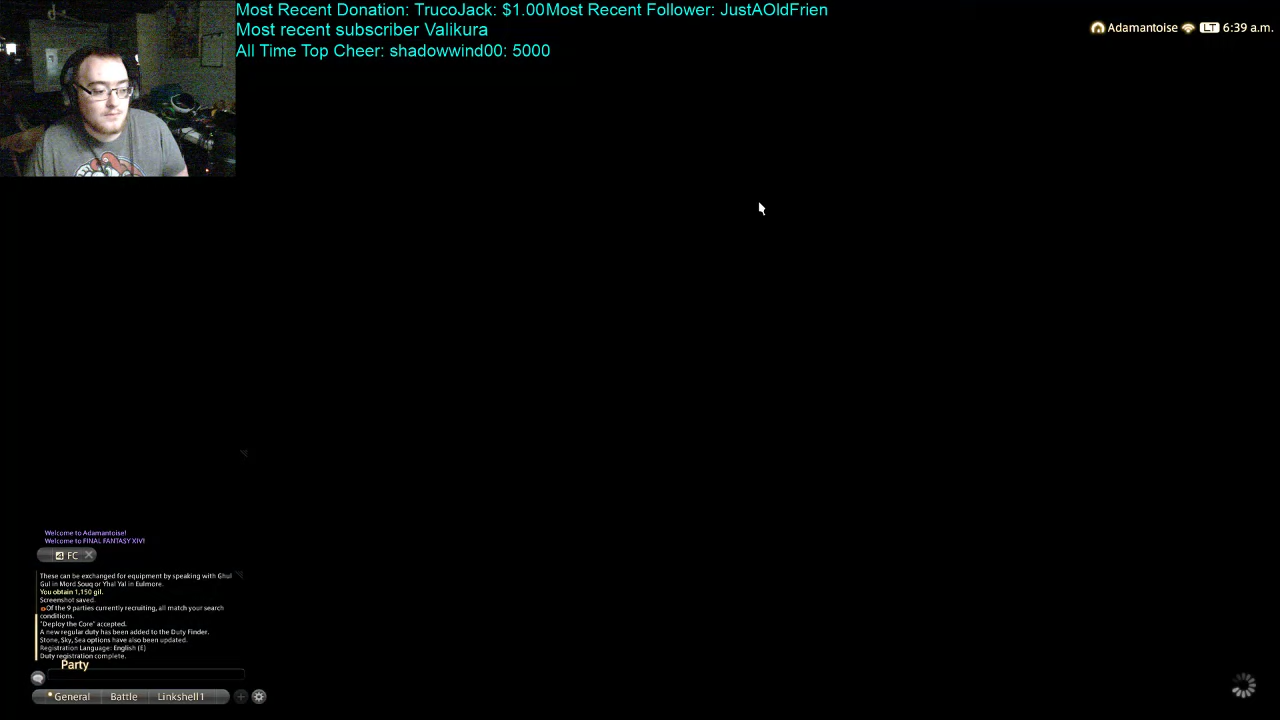 Most Recent Donation: TrucoJack: $1.00Most Recent Follower: JustAOldFrien
Most recent subscriber Valikura
All Time Top Cheer: shadowwind00: 5000
Adamantoise LT 6:39 a.m.
Welcome to Adamantoise!
Welcome to FINAL FANTASY XIV!
4 FC
These can be exchanged for equipment by speaking with Ghul
Gul in Mord Souq or Yhal Yal in Eulmore.
You obtain 1,150 gil.
Screenshot saved.
Of the 9 parties currently recruiting, all match your search
conditions.
"Deploy the Core" accepted.
A new regular duty has been added to the Duty Finder.
Stone, Sky, Sea options have also been updated.
Registration Language: English (E)
Duty registration complete.
Party
General Battle Linkshell1